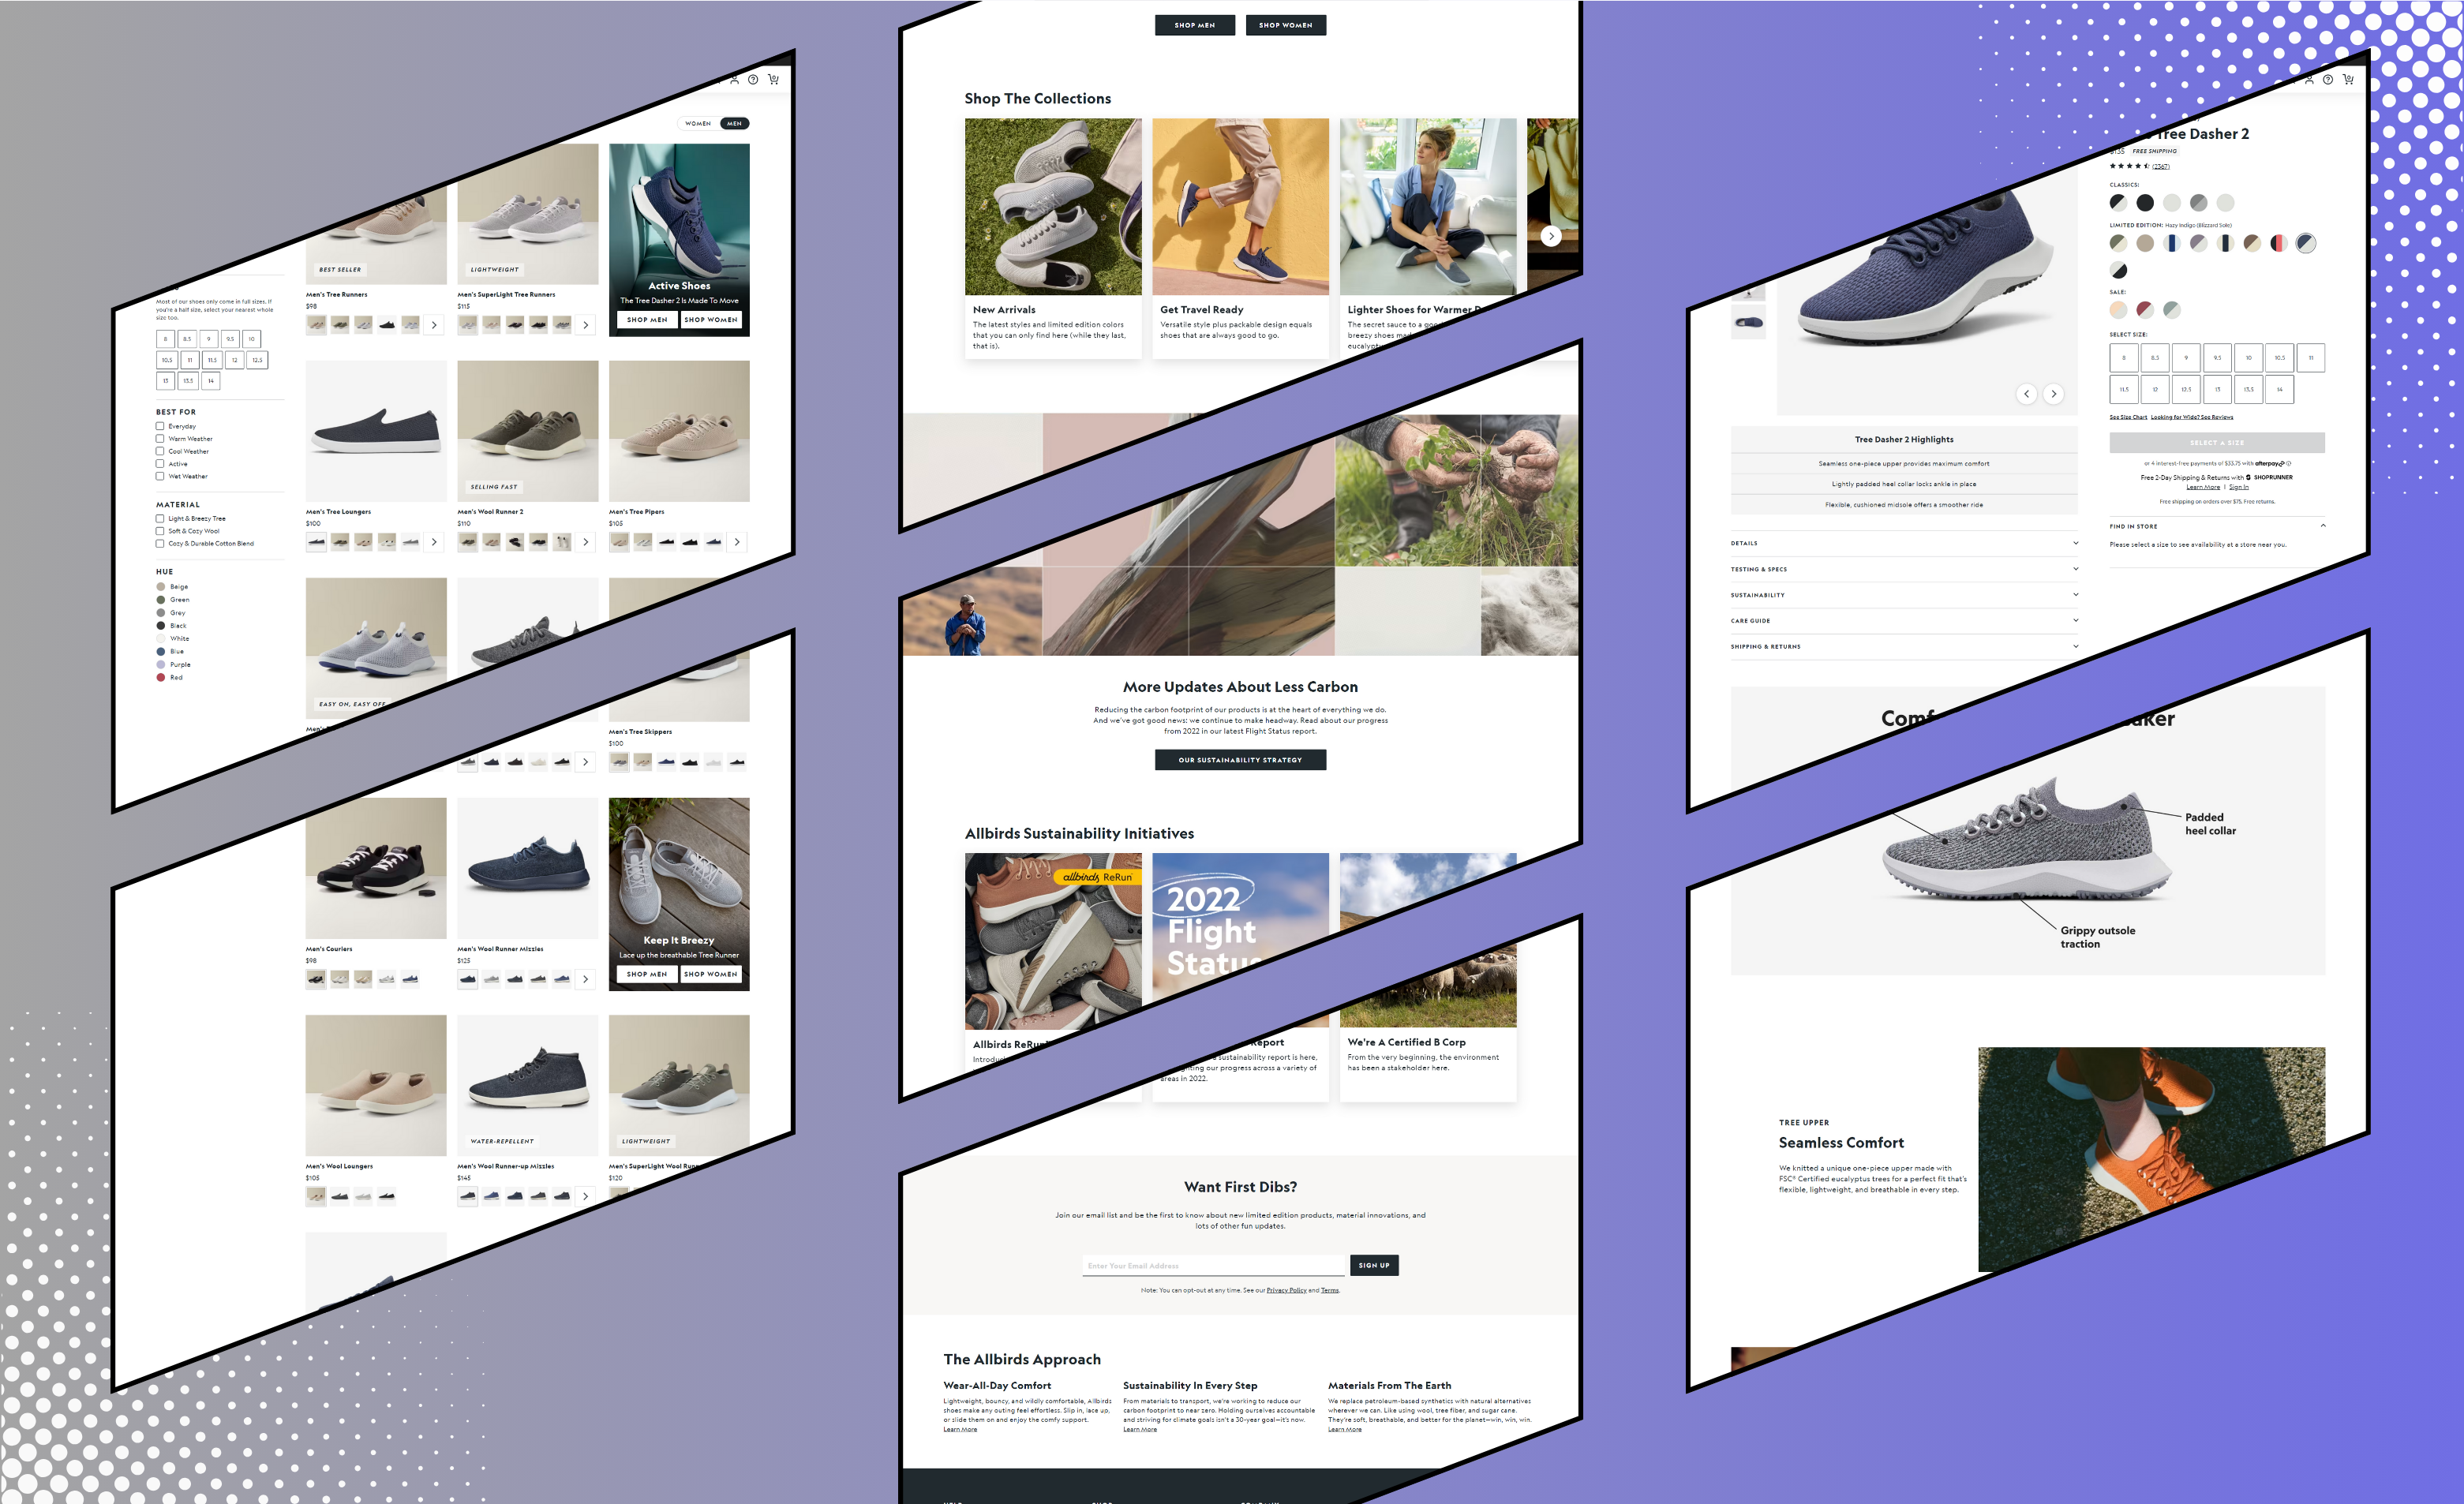 WOMEN
MEN
Most of our shoes only come in full sizes. If
you're a half size, select your nearest whole
size too.
8
8.5
9
9.5
10
10.5
11
11.5
12
12.5
13
13.5
14
BEST FOR
Everyday
Warm Weather
Cool Weather
Active
Wet Weather
MATERIAL
Light & Breezy Tree
Soft & Cozy Wool
Cozy & Durable Cotton Blend
HUE
Beige
Green
Grey
Black
White
Blue
Purple
Red
BEST SELLER
Men's Tree Runners
$98
LIGHTWEIGHT
Men's SuperLight Tree Runners
$115
Active Shoes
The Tree Dasher 2 Is Made To Move
SHOP MEN
SHOP WOMEN
Men's Tree Loungers
$100
SELLING FAST
Men's Wool Runner 2
$110
Men's Tree Pipers
$105
EASY ON, EASY OFF
Men's
Men's Tree Skippers
$100
Men's Couriers
$98
Men's Wool Runner Mizzles
$125
Keep It Breezy
Lace up the breathable Tree Runner
SHOP MEN
SHOP WOMEN
Men's Wool Loungers
$105
WATER-REPELLENT
Men's Wool Runner-up Mizzles
$145
LIGHTWEIGHT
Men's SuperLight Wool Runn
$120
SHOP MEN
SHOP WOMEN
Shop The Collections
New Arrivals
The latest styles and limited edition colors
that you can only find here (while they last,
that is).
Get Travel Ready
Versatile style plus packable design equals
shoes that are always good to go.
Lighter Shoes for Warmer D
The secret sauce to a good
breezy shoes ma
eucalypt
More Updates About Less Carbon
Reducing the carbon footprint of our products is at the heart of everything we do.
And we've got good news: we continue to make headway. Read about our progress
from 2022 in our latest Flight Status report.
OUR SUSTAINABILITY STRATEGY
Allbirds Sustainability Initiatives
allbirds ReRun
2022
Flight
Status
Allbirds ReRun
Introduc
Report
sustainability report is here,
ghting our progress across a variety of
areas in 2022.
We're A Certified B Corp
From the very beginning, the environment
has been a stakeholder here.
Want First Dibs?
Join our email list and be the first to know about new limited edition products, material innovations, and
lots of other fun updates.
Enter Your Email Address
SIGN UP
Note: You can opt-out at any time. See our Privacy Policy and Terms.
The Allbirds Approach
Wear-All-Day Comfort
Lightweight, bouncy, and wildly comfortable, Allbirds
shoes make any outing feel effortless. Slip in, lace up,
or slide them on and enjoy the comfy support.
Learn More
Sustainability In Every Step
From materials to transport, we're working to reduce our
carbon footprint to near zero. Holding ourselves accountable
and striving for climate goals isn't a 30-year goal—it's now.
Learn More
Materials From The Earth
We replace petroleum-based synthetics with natural alternatives
wherever we can. Like using wool, tree fiber, and sugar cane.
They're soft, breathable, and better for the planet—win, win, win.
Learn More
Tree Dasher 2
$135
FREE SHIPPING
(2367)
CLASSICS:
LIMITED EDITION: Hazy Indigo (Blizzard Sole)
SALE:
SELECT SIZE:
8
8.5
9
9.5
10
10.5
11
11.5
12
12.5
13
13.5
14
See Size Chart
Looking for Wide? See Reviews
SELECT A SIZE
or 4 interest-free payments of $33.75 with afterpay
Free 2-Day Shipping & Returns with SHOPRUNNER
Learn More | Sign In
Free shipping on orders over $75. Free returns.
FIND IN STORE
Please select a size to see availability at a store near you.
Tree Dasher 2 Highlights
Seamless one-piece upper provides maximum comfort
Lightly padded heel collar locks ankle in place
Flexible, cushioned midsole offers a smoother ride
DETAILS
TESTING & SPECS
SUSTAINABILITY
CARE GUIDE
SHIPPING & RETURNS
Padded
heel collar
Grippy outsole
traction
TREE UPPER
Seamless Comfort
We knitted a unique one-piece upper made with
FSC® Certified eucalyptus trees for a perfect fit that's
flexible, lightweight, and breathable in every step.